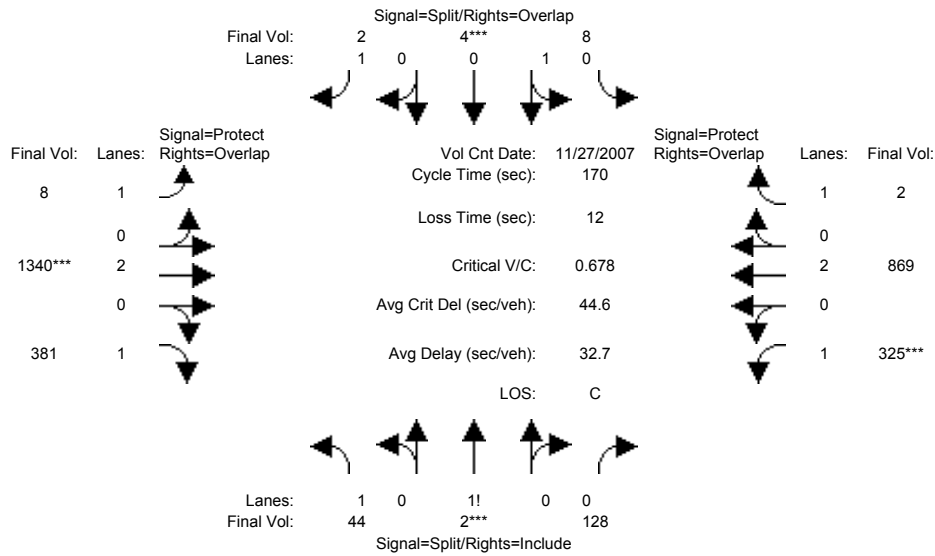 Signal=Split/Rights=Overlap
Final Vol: 2 4*** 8
Lanes: 1 0 0 1 0
Signal=Protect Signal=Protect
Final Vol: Lanes: Rights=Overlap Vol Cnt Date: 11/27/2007 Rights=Overlap Lanes: Final Vol:
Cycle Time (sec): 170
8 1 1 2
Loss Time (sec): 12
0 0
1340*** 2 Critical V/C: 0.678 2 869
0 Avg Crit Del (sec/veh): 44.6 0
381 1 Avg Delay (sec/veh): 32.7 1 325***
LOS: C
Lanes: 1 0 1! 0 0
Final Vol: 44 2*** 128
Signal=Split/Rights=Include